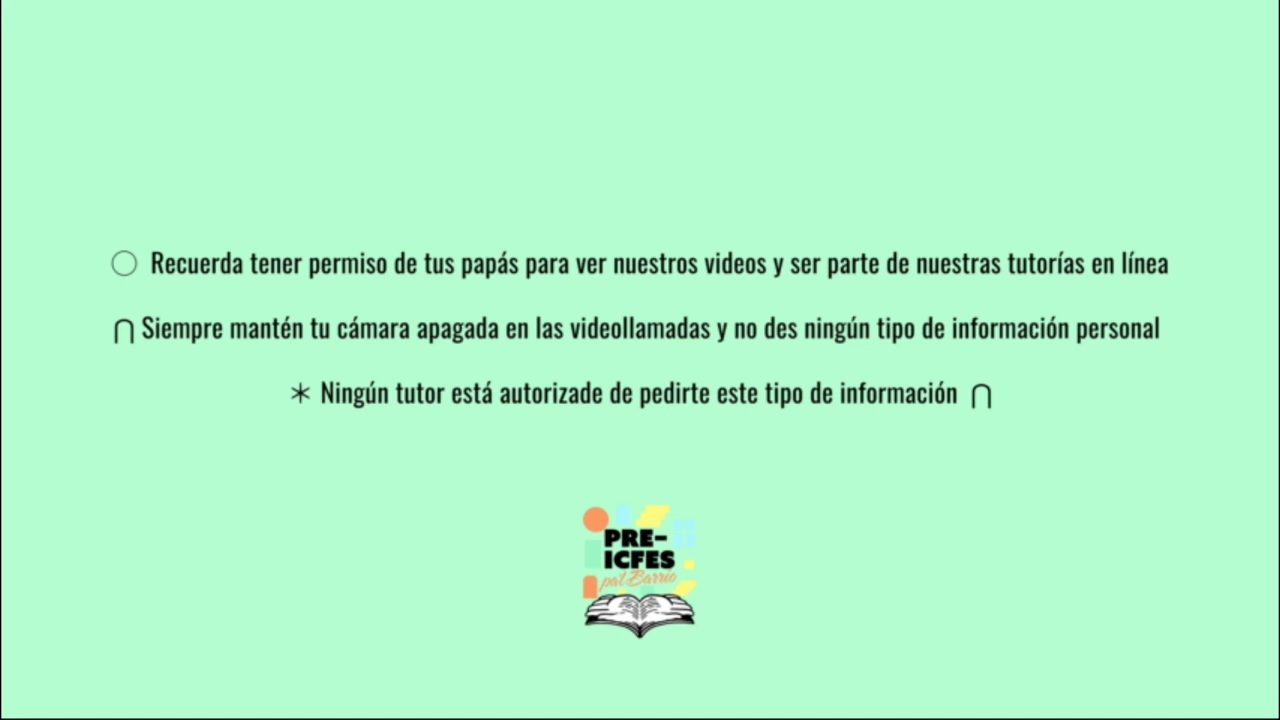 Recuerda tener permiso de tus papás para ver nuestros videos y ser parte de nuestras tutorías en línea
Siempre mantén tu cámara apagada en las videollamadas y no des ningún tipo de información personal
* Ningún tutor está autorizade de pedirte este tipo de información
PRE-
ICFES
pa'l Barrio